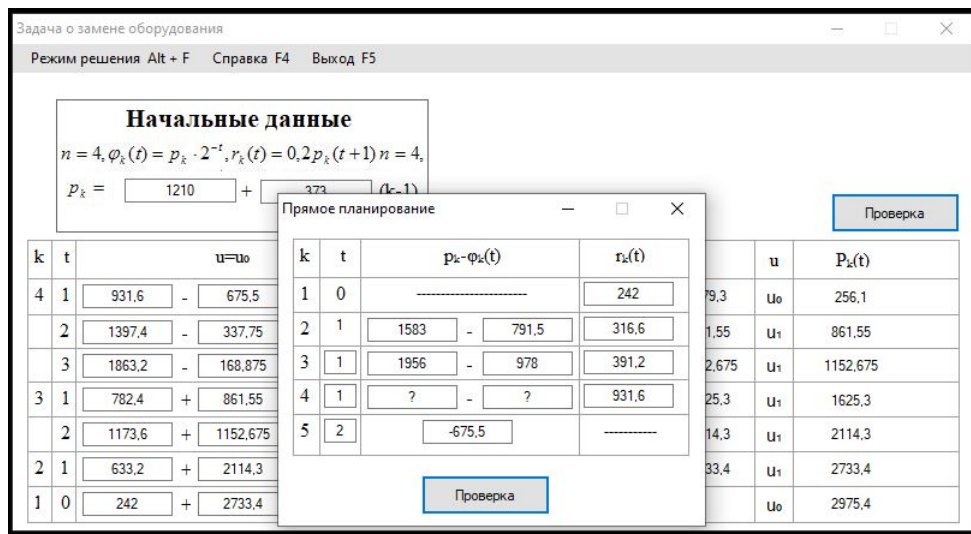 Задача о замене оборудования
Режим решения Alt + F Справка F4 Выход F5
Начальные данные
n = 4, φₖ(t) = pₖ · 2⁻ᵗ, rₖ(t) = 0,2pₖ(t+1) n = 4,
pₖ = 1210 + 373 (k-1)
Проверка
k t u=u₀ u Pₖ(t)
4 1 931,6 - 675,5 79,3 u₀ 256,1
2 1397,4 - 337,75 1,55 u₁ 861,55
3 1863,2 - 168,875 2,675 u₁ 1152,675
3 1 782,4 + 861,55 25,3 u₁ 1625,3
2 1173,6 + 1152,675 14,3 u₁ 2114,3
2 1 633,2 + 2114,3 33,4 u₁ 2733,4
1 0 242 + 2733,4 u₀ 2975,4
Прямое планирование
k t pₖ-φₖ(t) rₖ(t)
1 0 ----------------------- 242
2 1 1583 - 791,5 316,6
3 1 1956 - 978 391,2
4 1 ? - ? 931,6
5 2 -675,5 -----------
Проверка